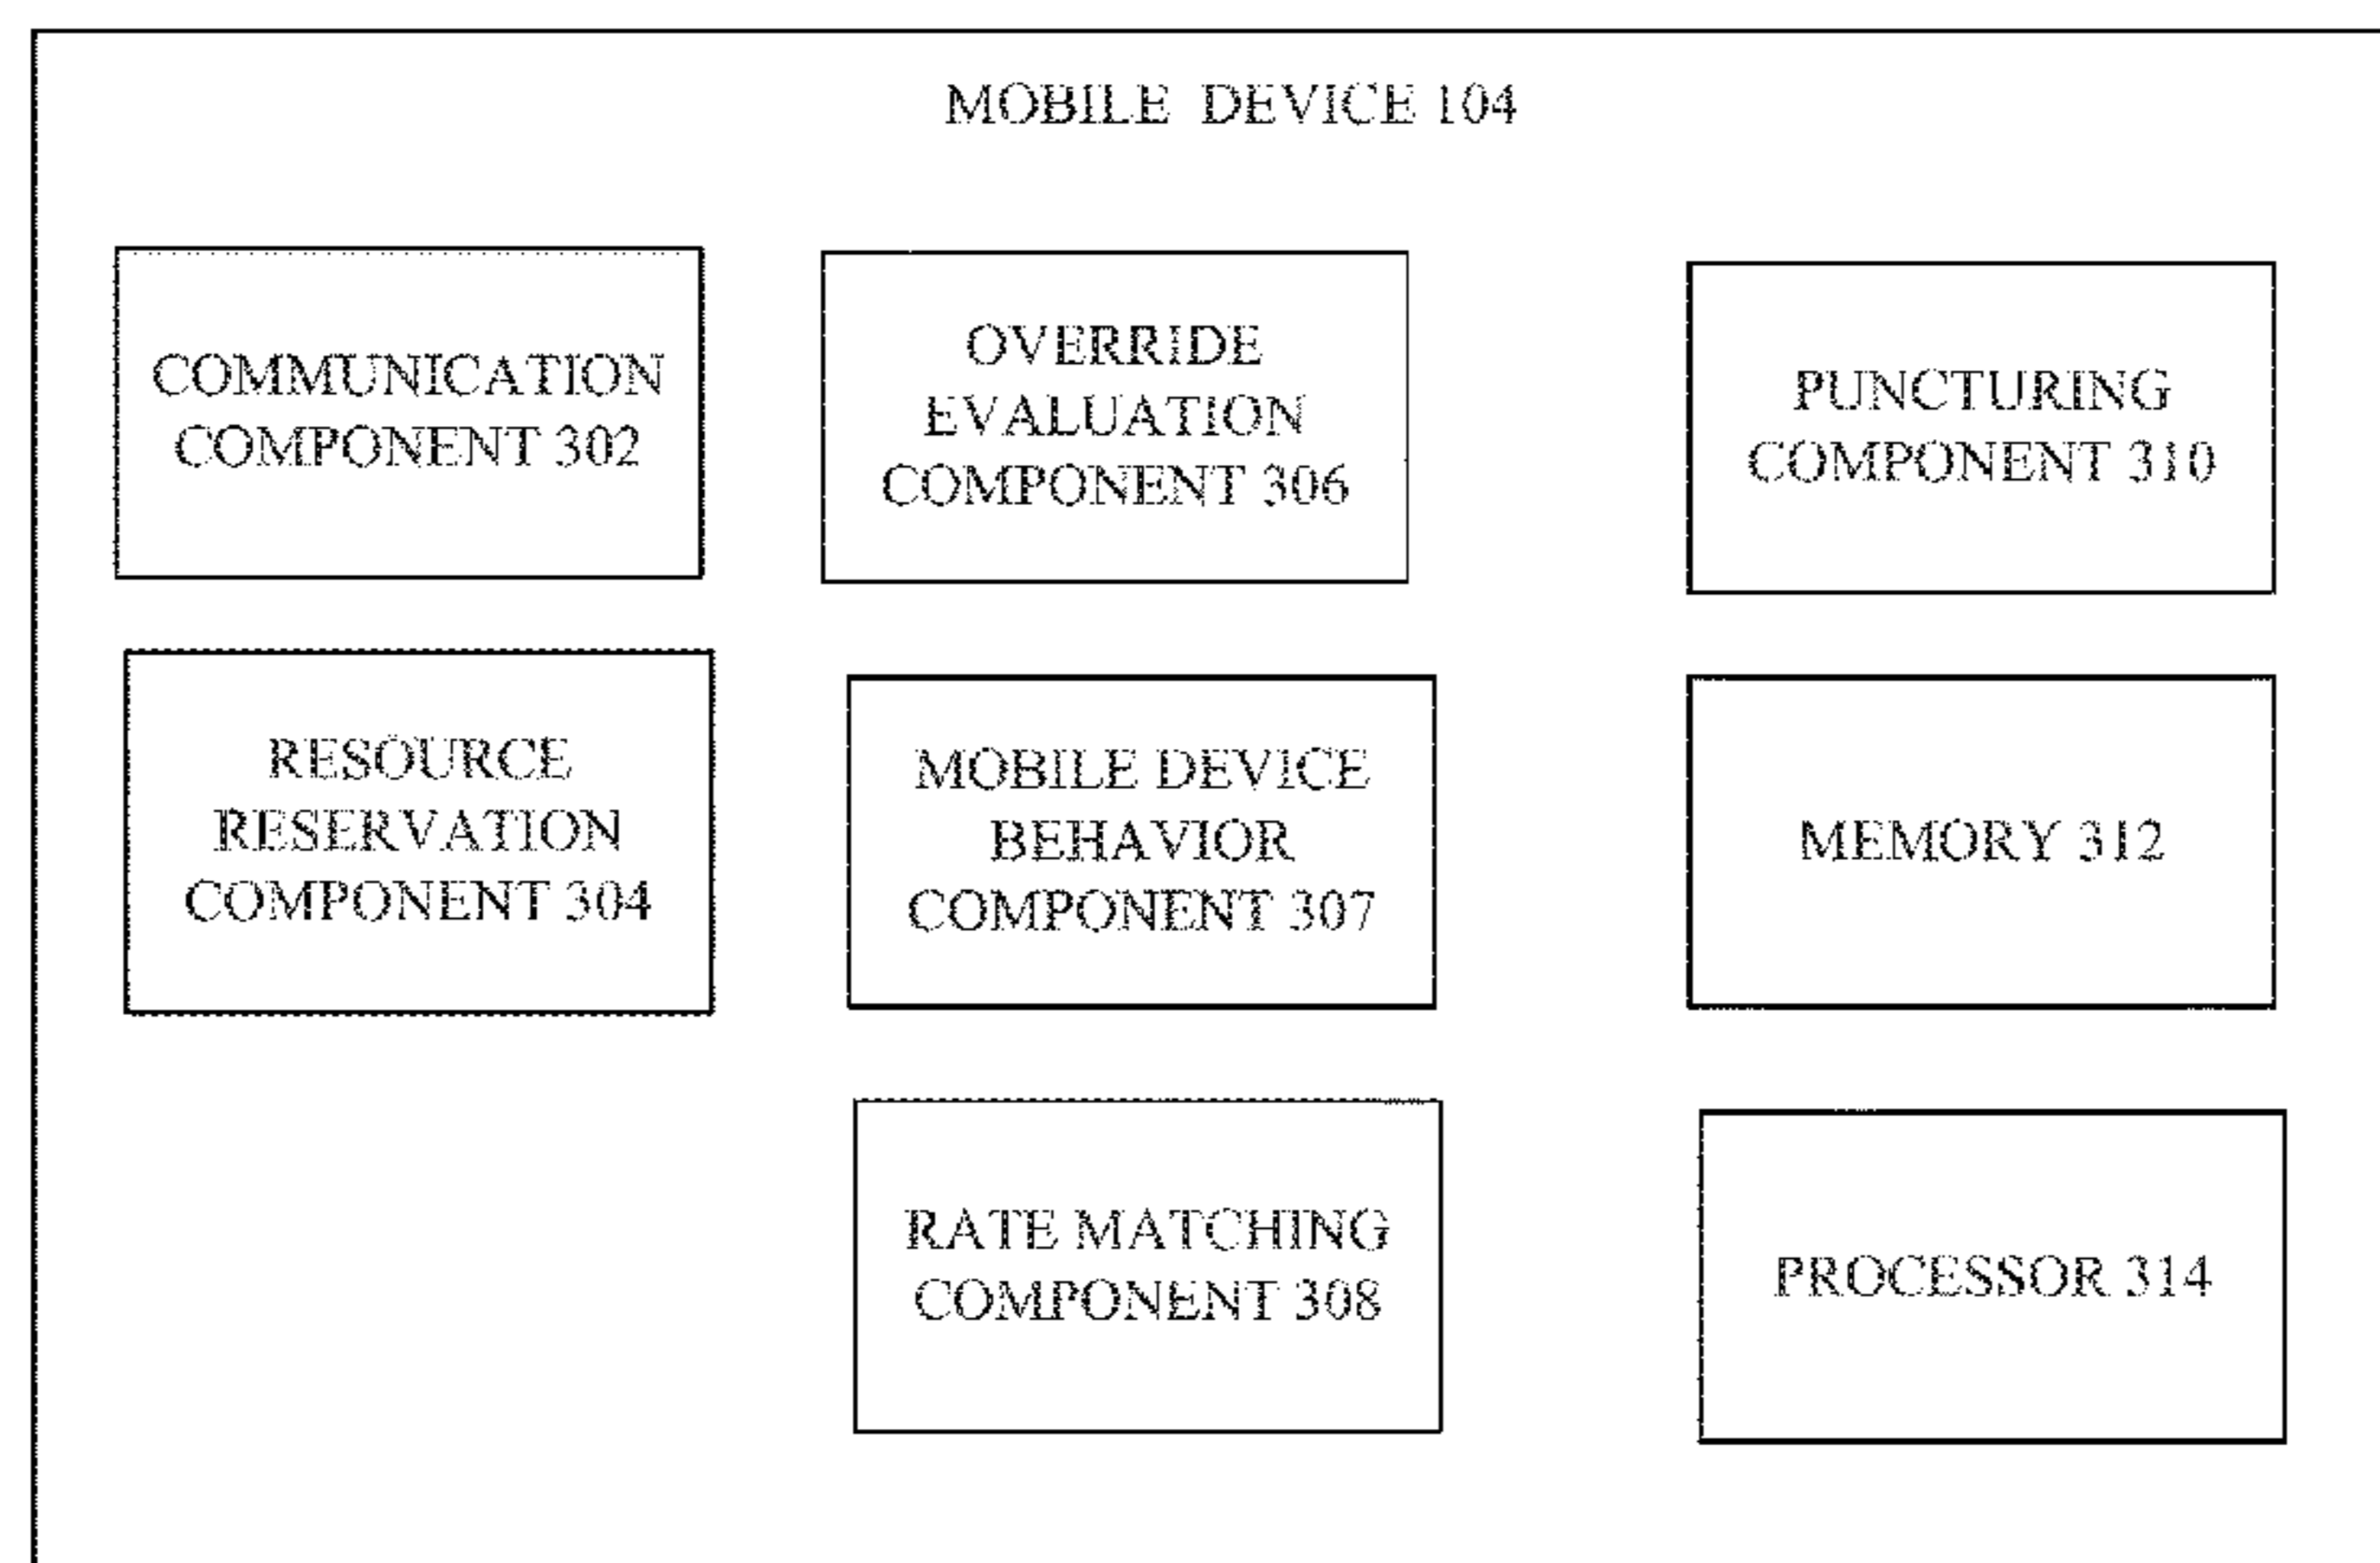 MOBILE DEVICE 104
COMMUNICATION
COMPONENT 302
OVERRIDE
EVALUATION
COMPONENT 306
PUNCTURING
COMPONENT 310
RESOURCE
RESERVATION
COMPONENT 304
MOBILE DEVICE
BEHAVIOR
COMPONENT 307
MEMORY 312
RATE MATCHING
COMPONENT 308
PROCESSOR 314